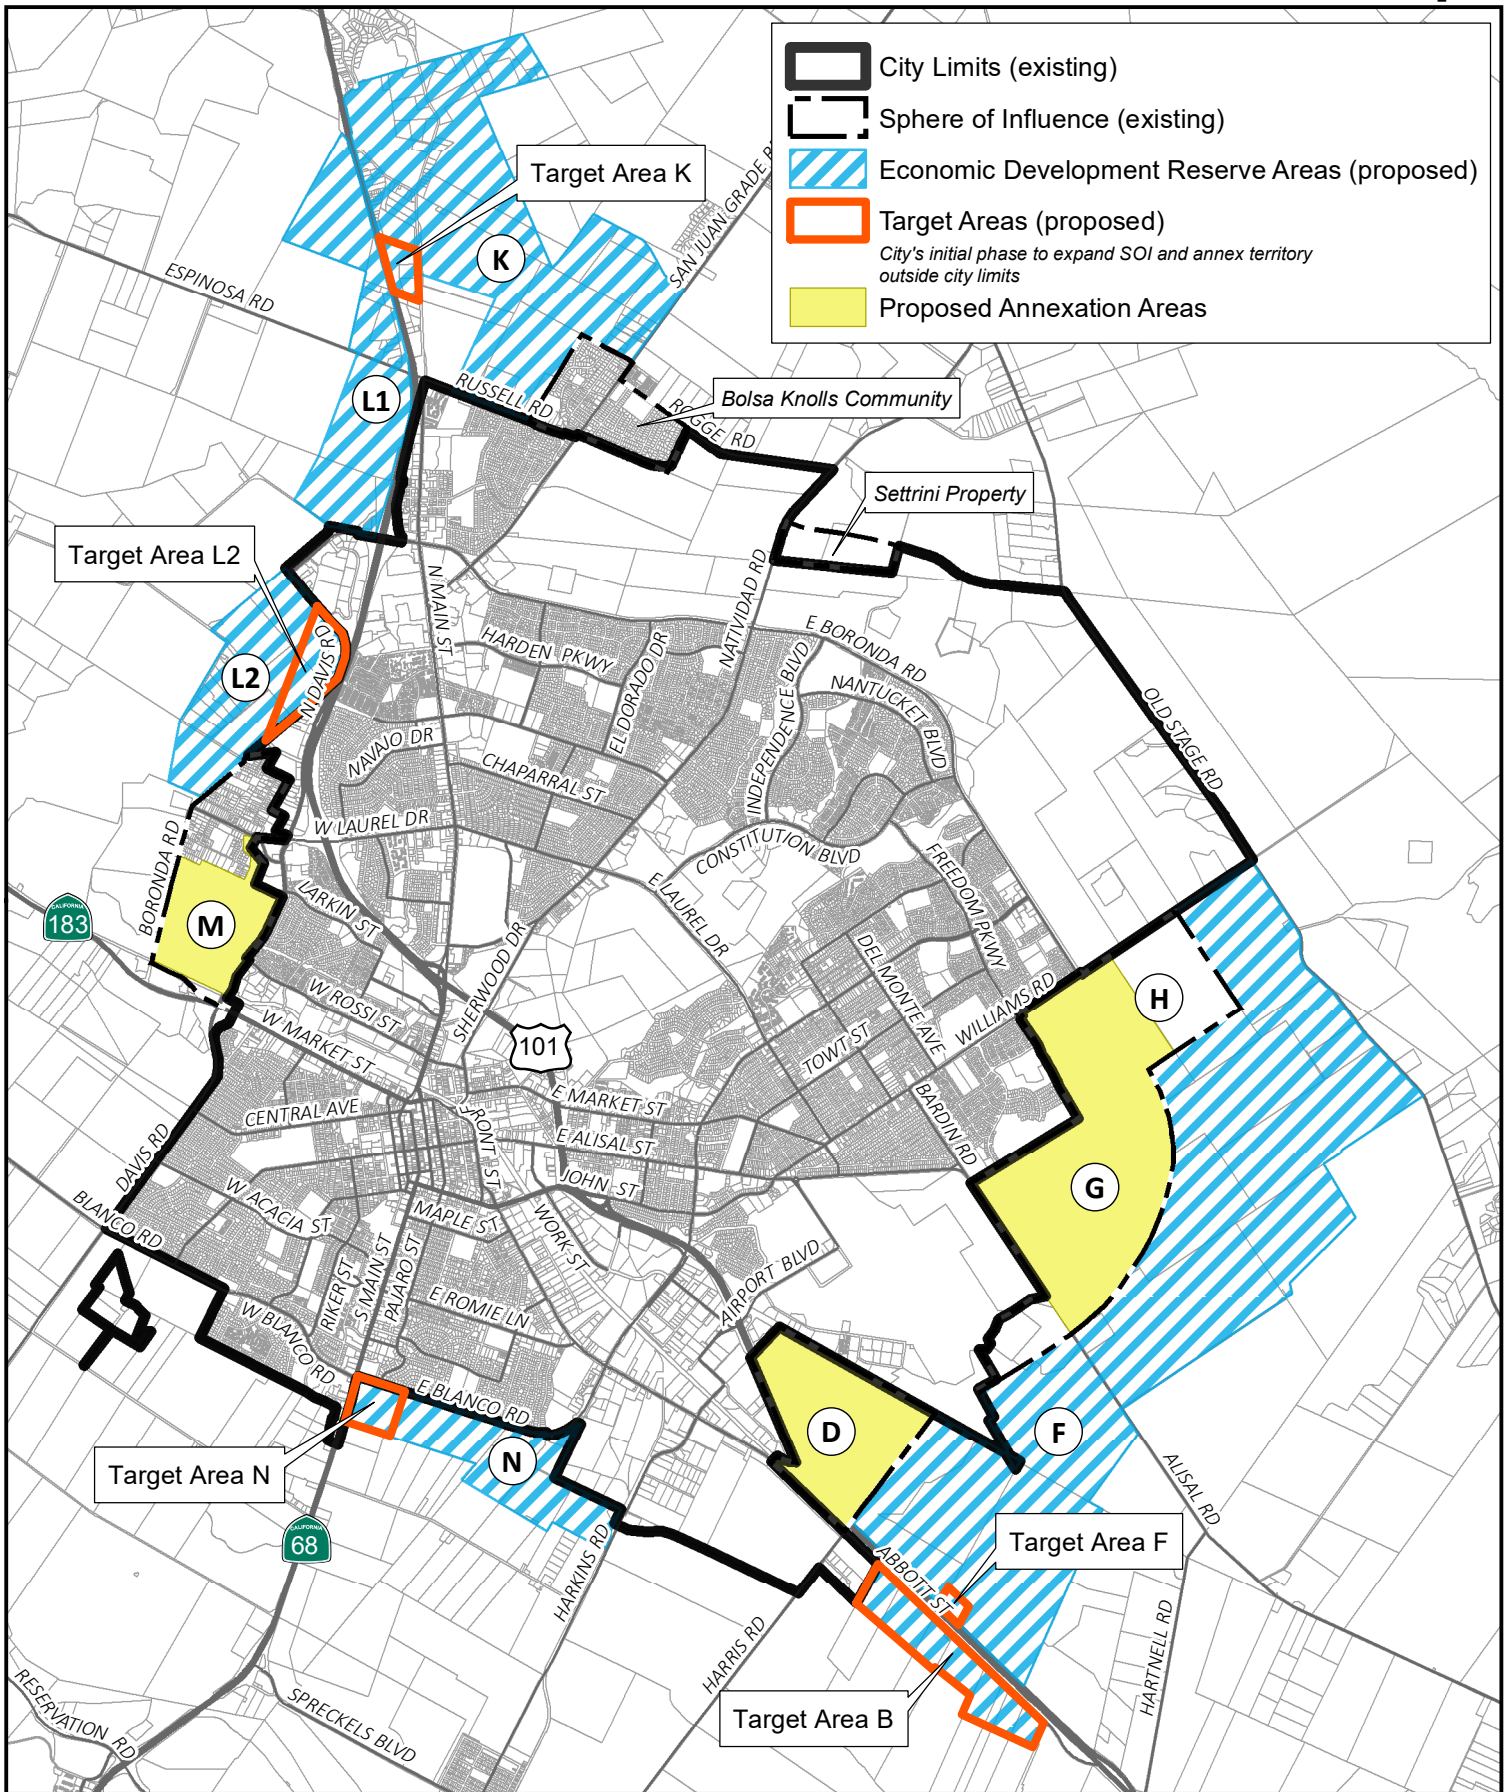 City Limits (existing)
Sphere of Influence (existing)
Economic Development Reserve Areas (proposed)
Target Areas (proposed)
City's initial phase to expand SOI and annex territory
outside city limits
Proposed Annexation Areas
Target Area K
K
SAN JUAN GRADE
ESPINOSA RD
L1
RUSSELL RD
Bolsa Knolls Community
ROGGE RD
Settrini Property
Target Area L2
N MAIN ST
NATIVIDAD RD
E BORONDA RD
HARDEN PKWY
EL DORADO DR
INDEPENDENCE BLVD
NANTUCKET BLVD
OLD STAGE RD
N DAVIS RD
L2
NAVAJO DR
CHAPARRAL ST
W LAUREL DR
CONSTITUTION BLVD
BORONDA RD
FREEDOM PKWY
E LAUREL DR
LARKIN ST
CALIFORNIA
183
M
SHERWOOD DR
DEL MONTE AVE
WILLIAMS RD
H
W ROSSI ST
W MARKET ST
101
TOWT ST
E MARKET ST
BARDIN RD
CENTRAL AVE
FRONT ST
E ALISAL ST
JOHN ST
G
DAVIS RD
W ACACIA ST
MAPLE ST
WORK ST
BLANCO RD
AIRPORT BLVD
RIKER ST
S MAIN ST
PAJARO ST
E ROMIE LN
W BLANCO RD
E BLANCO RD
D
F
N
Target Area N
ALISAL RD
CALIFORNIA
68
Target Area F
ABBOTT ST
HARKINS RD
HARRIS RD
HARTNELL RD
Target Area B
RESERVATION RD
SPRECKELS BLVD